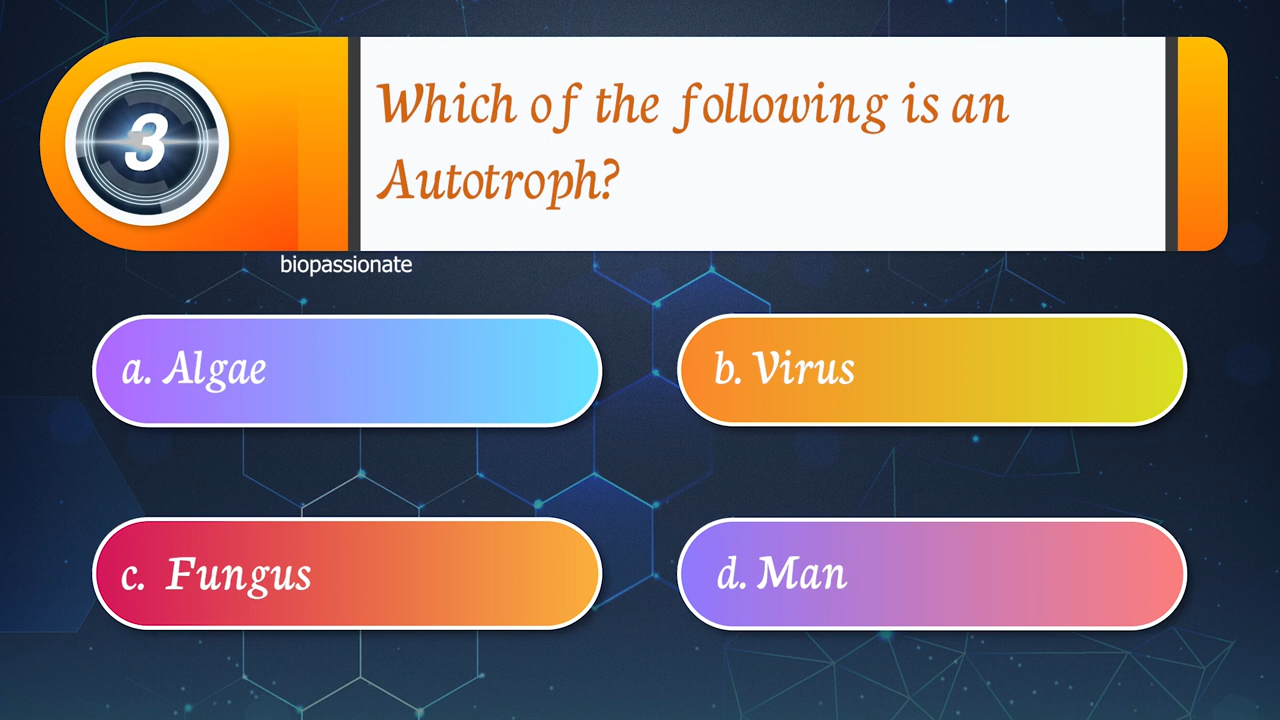 3
Which of the following is an
Autotroph?
biopassionate
a. Algae
b. Virus
c. Fungus
d. Man